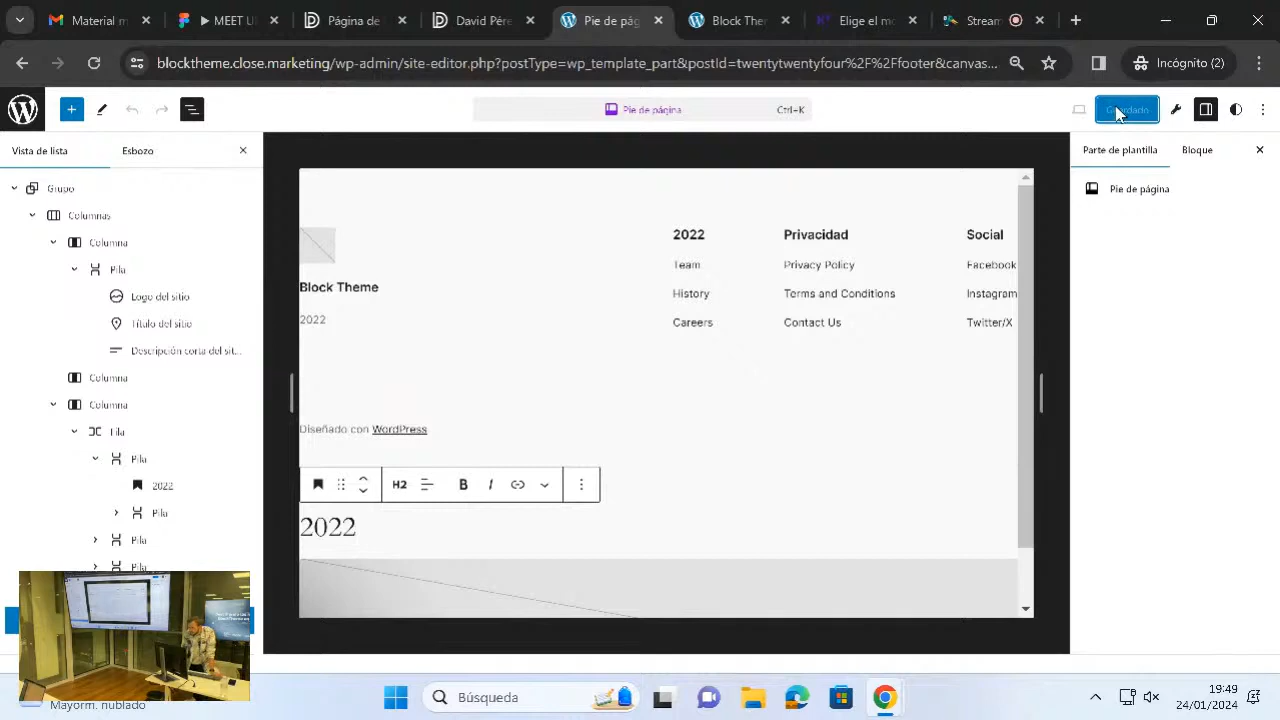 Material m
MEET U
Página de
David Pére
Pie de pág
Block Ther
Elige el mo
Stream
blocktheme.close.marketing/wp-admin/site-editor.php?postType=wp_template_part&postId=twentytwentyfour%2F%2Ffooter&canvas...
Incógnito (2)
Pie de página
Ctrl+K
Guardado
Vista de lista
Esbozo
Parte de plantilla
Bloque
Grupo
Pie de página
Columnas
Columna
Pila
Logo del sitio
Título del sitio
Descripción corta del sit...
Columna
Columna
Fila
Pila
2022
Pila
Pila
Pila
2022
Privacidad
Social
Team
Privacy Policy
Facebook
History
Terms and Conditions
Instagram
Careers
Contact Us
Twitter/X
Block Theme
2022
Diseñado con WordPress
H2
B
I
2022
Mayorm. nublado
Búsqueda
19:49
24/01/2024